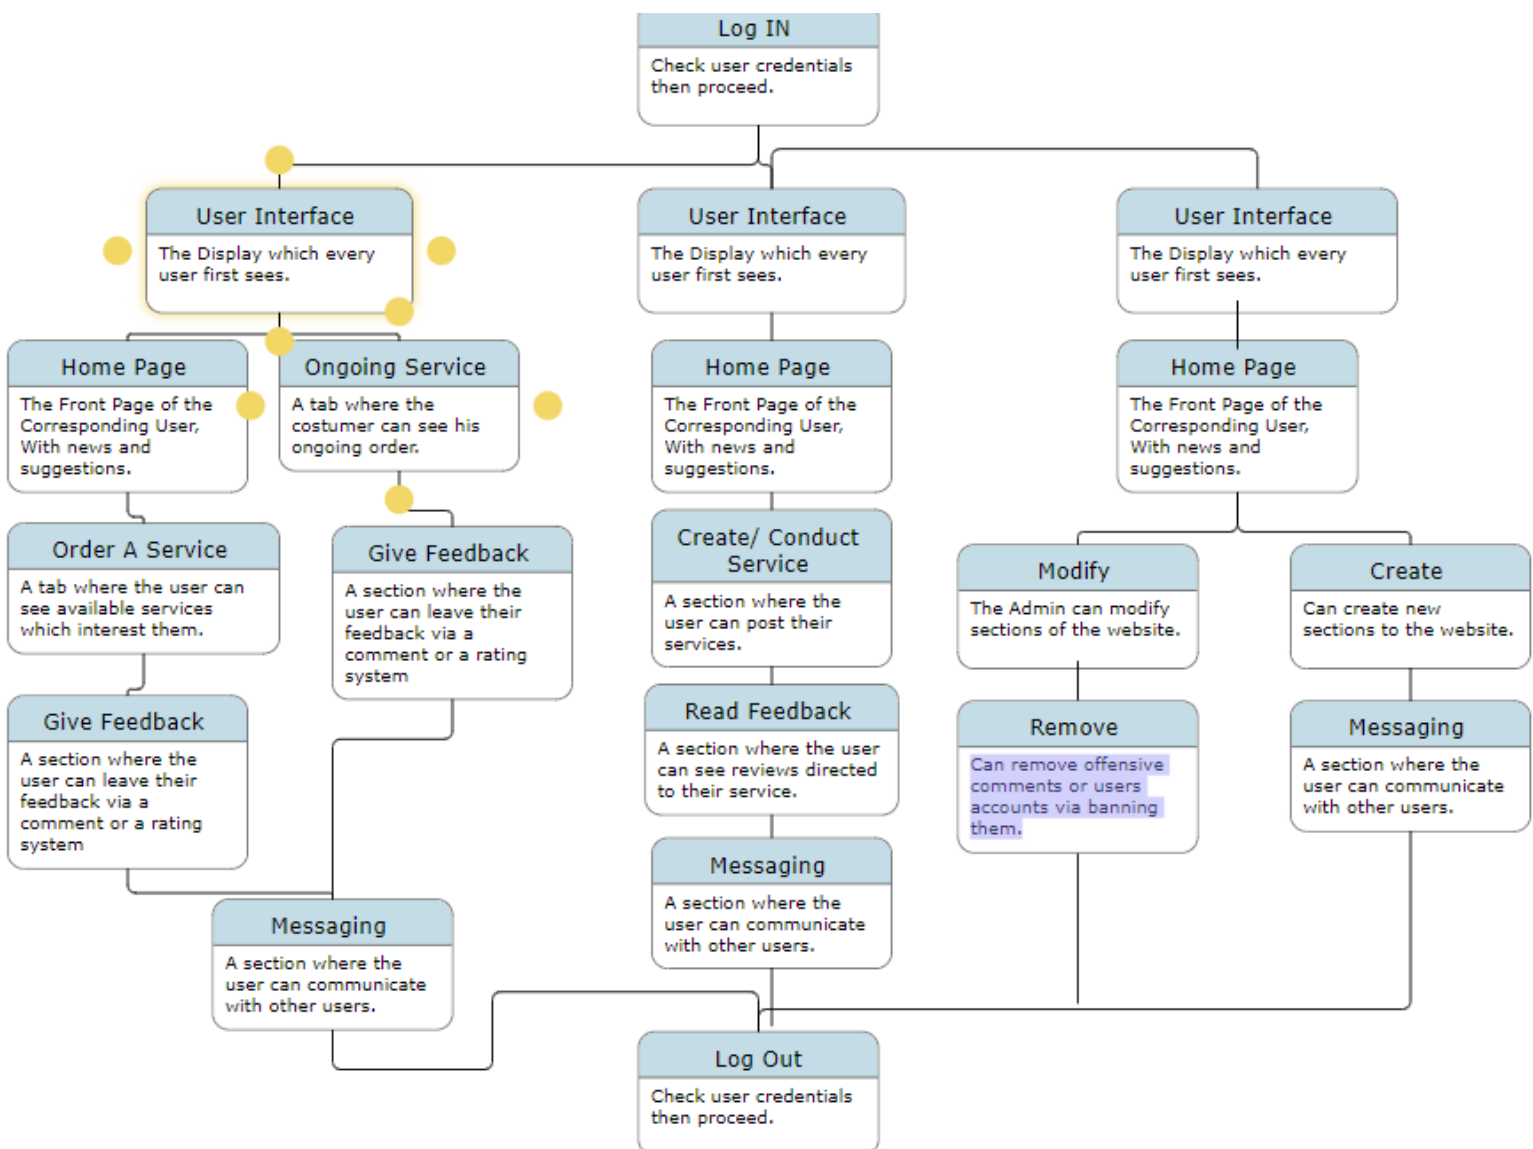 Log IN
Check user credentials
then proceed.
User Interface
The Display which every
user first sees.
User Interface
The Display which every
user first sees.
User Interface
The Display which every
user first sees.
Home Page
The Front Page of the
Corresponding User,
With news and
suggestions.
Ongoing Service
A tab where the
costumer can see his
ongoing order.
Home Page
The Front Page of the
Corresponding User,
With news and
suggestions.
Home Page
The Front Page of the
Corresponding User,
With news and
suggestions.
Order A Service
A tab where the user can
see available services
which interest them.
Give Feedback
A section where the
user can leave their
feedback via a
comment or a rating
system
Create/ Conduct
Service
A section where the
user can post their
services.
Modify
The Admin can modify
sections of the website.
Create
Can create new
sections to the website.
Give Feedback
A section where the
user can leave their
feedback via a
comment or a rating
system
Read Feedback
A section where the user
can see reviews directed
to their service.
Remove
Can remove offensive
comments or users
accounts via banning
them.
Messaging
A section where the
user can communicate
with other users.
Messaging
A section where the
user can communicate
with other users.
Messaging
A section where the
user can communicate
with other users.
Log Out
Check user credentials
then proceed.